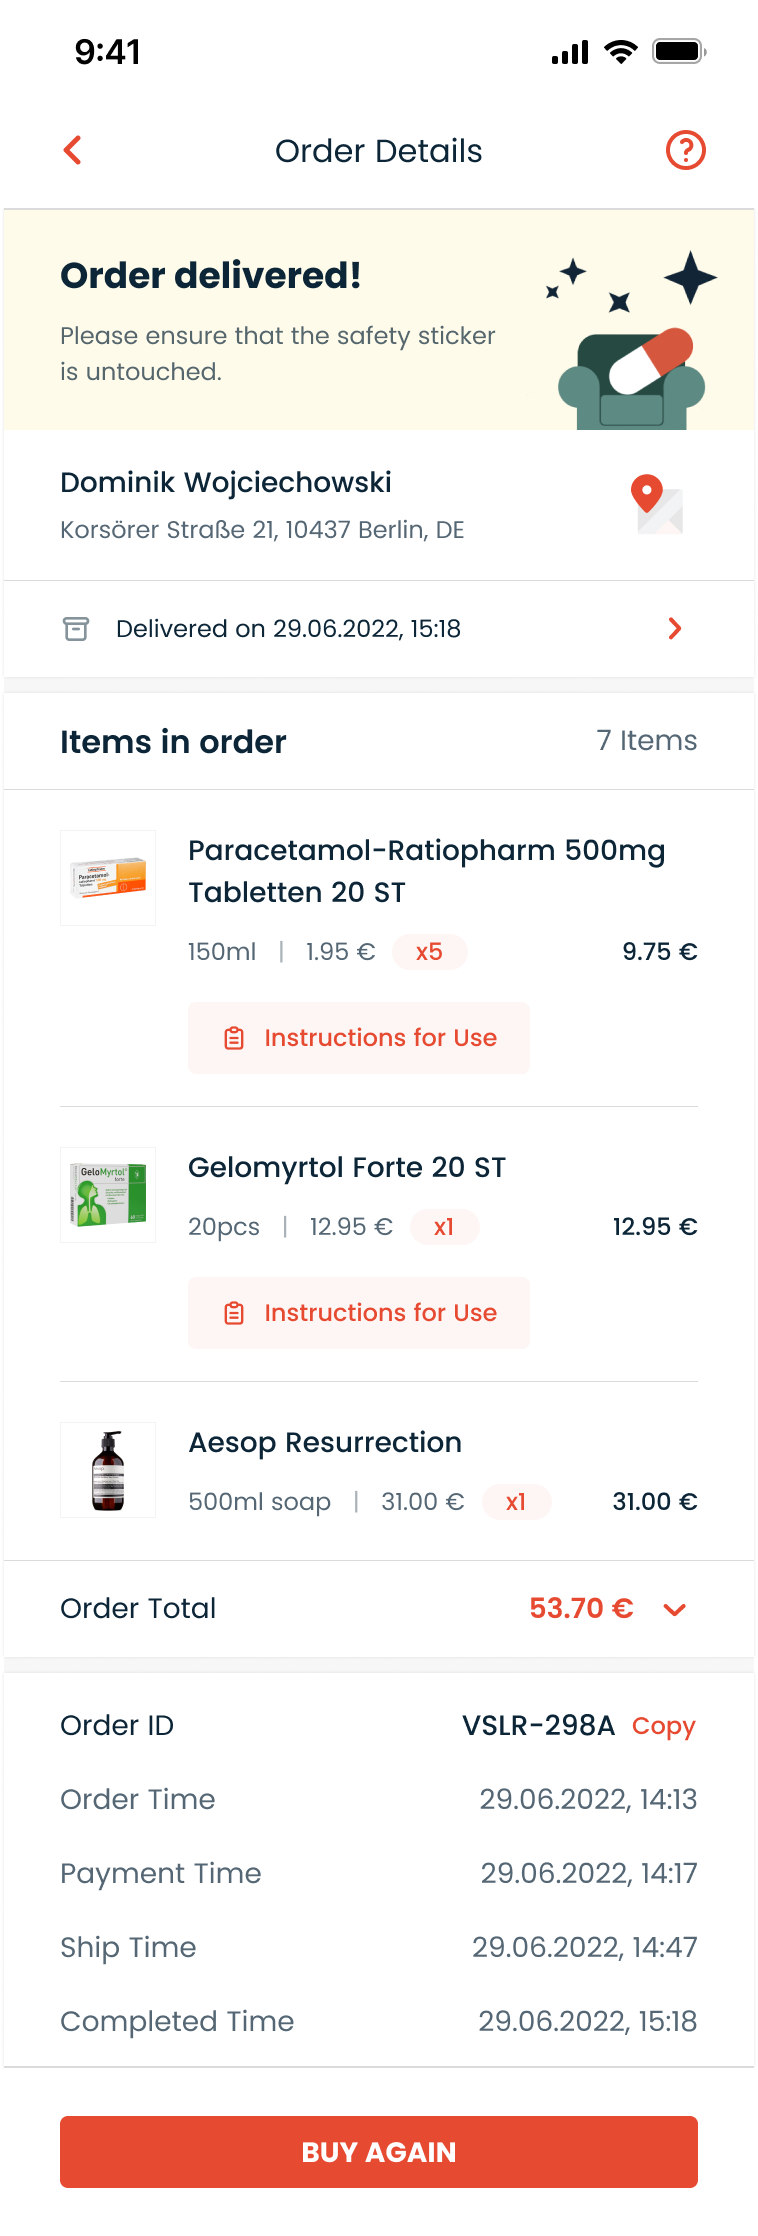 9:41
Order Details
Order delivered!
Please ensure that the safety sticker
is untouched.
Dominik Wojciechowski
Korsörer Straße 21, 10437 Berlin, DE
Delivered on 29.06.2022, 15:18
Items in order
7 Items
Paracetamol-
Paracetamol-Ratiopharm 500mg
Tabletten 20 ST
150ml | 1.95 € x5 9.75 €
Instructions for Use
GeloMyrtol
forte
Gelomyrtol Forte 20 ST
20pcs | 12.95 € x1 12.95 €
Instructions for Use
Aesop Resurrection
500ml soap | 31.00 € x1 31.00 €
Order Total 53.70 €
Order ID VSLR-298A Copy
Order Time 29.06.2022, 14:13
Payment Time 29.06.2022, 14:17
Ship Time 29.06.2022, 14:47
Completed Time 29.06.2022, 15:18
BUY AGAIN